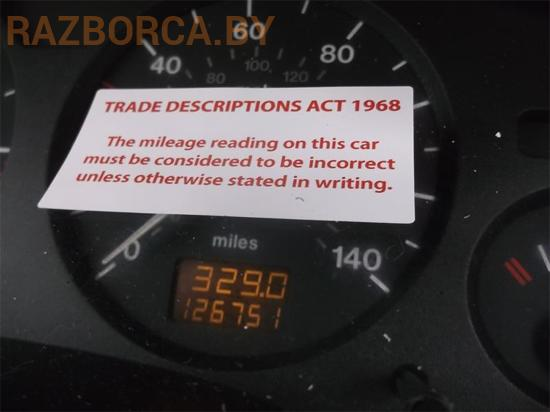 RAZBORCA.BY
60
40
80
80
100
120
TRADE DESCRIPTIONS ACT 1968
The mileage reading on this car
must be considered to be incorrect
unless otherwise stated in writing.
miles
0
140
329.0
126751